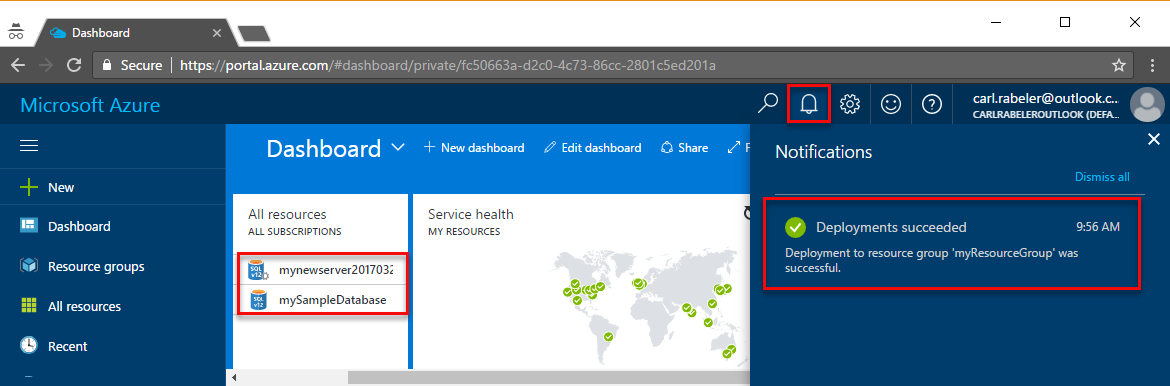 Dashboard
Secure
https://portal.azure.com/#dashboard/private/fc50663a-d2c0-4c73-86cc-2801c5ed201a
Microsoft Azure
carl.rabeler@outlook.c...
CARLRABELEROUTLOOK (DEFA...
New
Dashboard
Resource groups
All resources
Recent
Dashboard
New dashboard
Edit dashboard
Share
F
All resources
ALL SUBSCRIPTIONS
SQL v12
mynewserver2017032
SQL v12
mySampleDatabase
Service health
MY RESOURCES
Notifications
Dismiss all
Deployments succeeded
9:56 AM
Deployment to resource group 'myResourceGroup' was
successful.